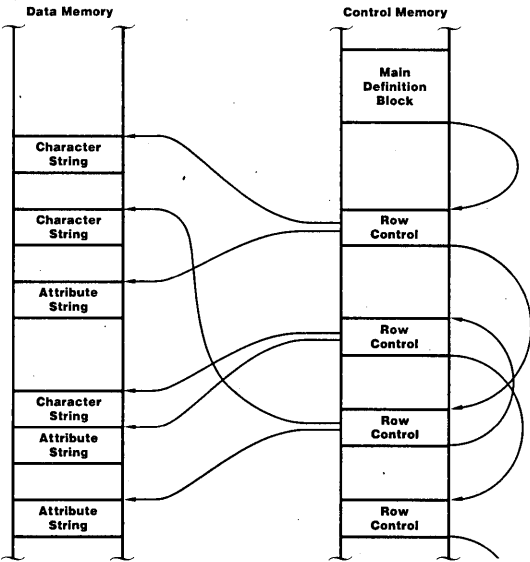 Data Memory
Control Memory
Main
Definition
Block
Character
String
Character
String
Row
Control
Attribute
String
Row
Control
Character
String
Row
Control
Attribute
String
Attribute
String
Row
Control